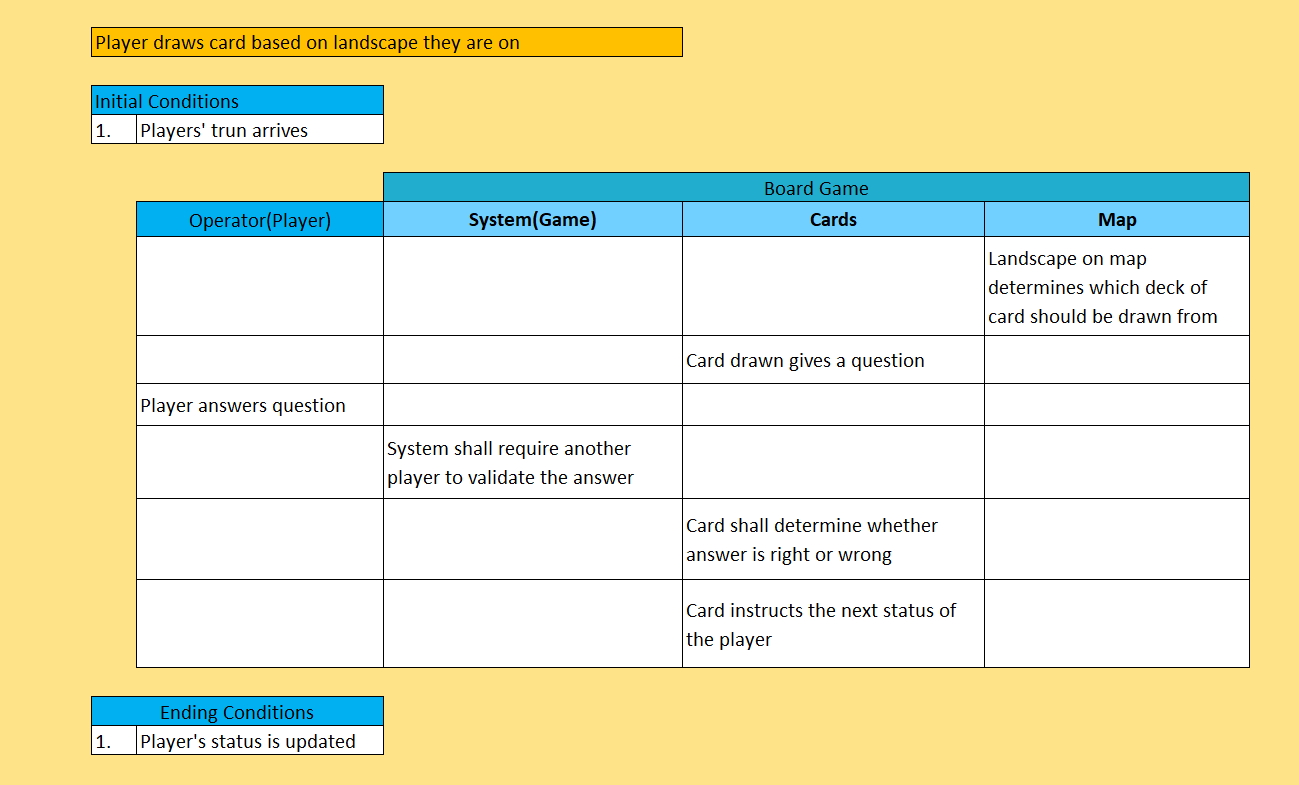 Player draws card based on landscape they are on
Initial Conditions
1. Players' trun arrives
Board Game
Operator(Player) System(Game) Cards Map
Landscape on map
determines which deck of
card should be drawn from
Card drawn gives a question
Player answers question
System shall require another
player to validate the answer
Card shall determine whether
answer is right or wrong
Card instructs the next status of
the player
Ending Conditions
1. Player's status is updated